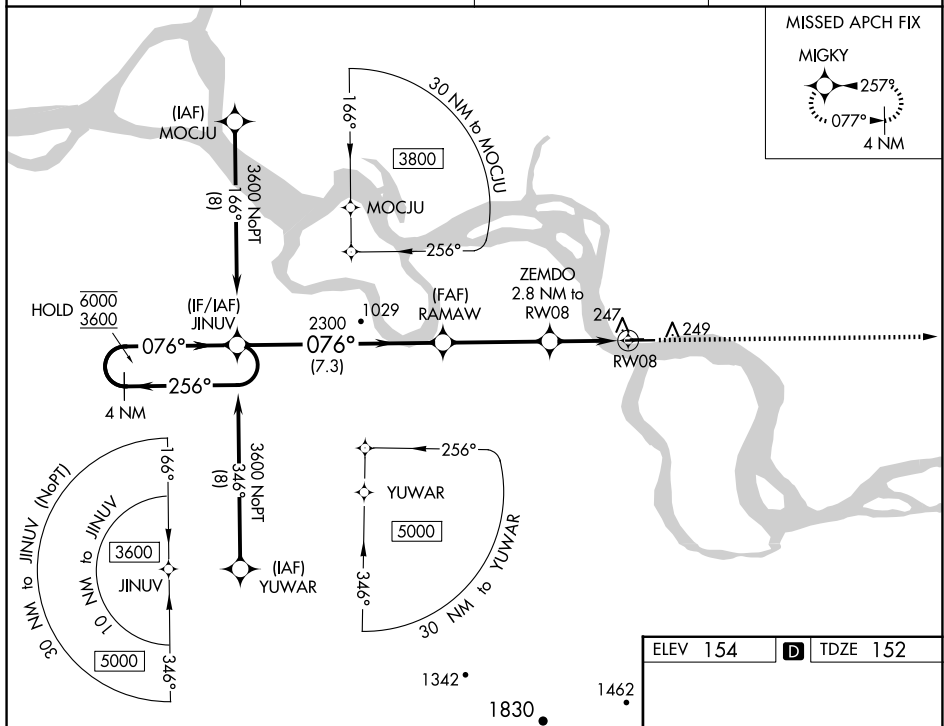 MISSED APCH FIX
MIGKY
257°
077°
4 NM
(IAF)
MOCJU
3600 NoPT
166°
(8)
166°
30 NM to MOCJU
3800
MOCJU
256°
HOLD 6000
3600
(IF/IAF)
JINUV
076°
256°
4 NM
2300
1029
076°
(7.3)
(FAF)
RAMAW
ZEMDO
2.8 NM to
RW08
247
249
RW08
3600 NoPT
346°
(8)
(IAF)
YUWAR
30 NM to JINUV (NoPT)
10 NM to JINUV
166°
3600
JINUV
5000
346°
256°
YUWAR
5000
346°
30 NM to YUWAR
1342
1462
1830
ELEV 154
D
TDZE 152